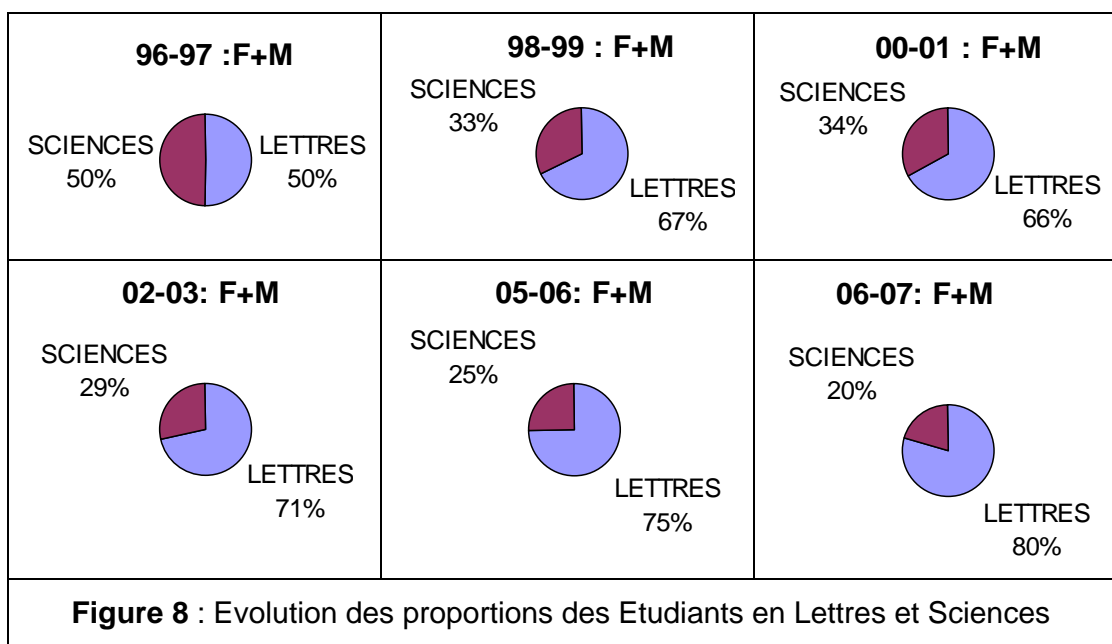 96-97 :F+M
SCIENCES
50%
LETTRES
50%
98-99 : F+M
SCIENCES
33%
LETTRES
67%
00-01 : F+M
SCIENCES
34%
LETTRES
66%
02-03: F+M
SCIENCES
29%
LETTRES
71%
05-06: F+M
SCIENCES
25%
LETTRES
75%
06-07: F+M
SCIENCES
20%
LETTRES
80%
Figure 8 : Evolution des proportions des Etudiants en Lettres et Sciences